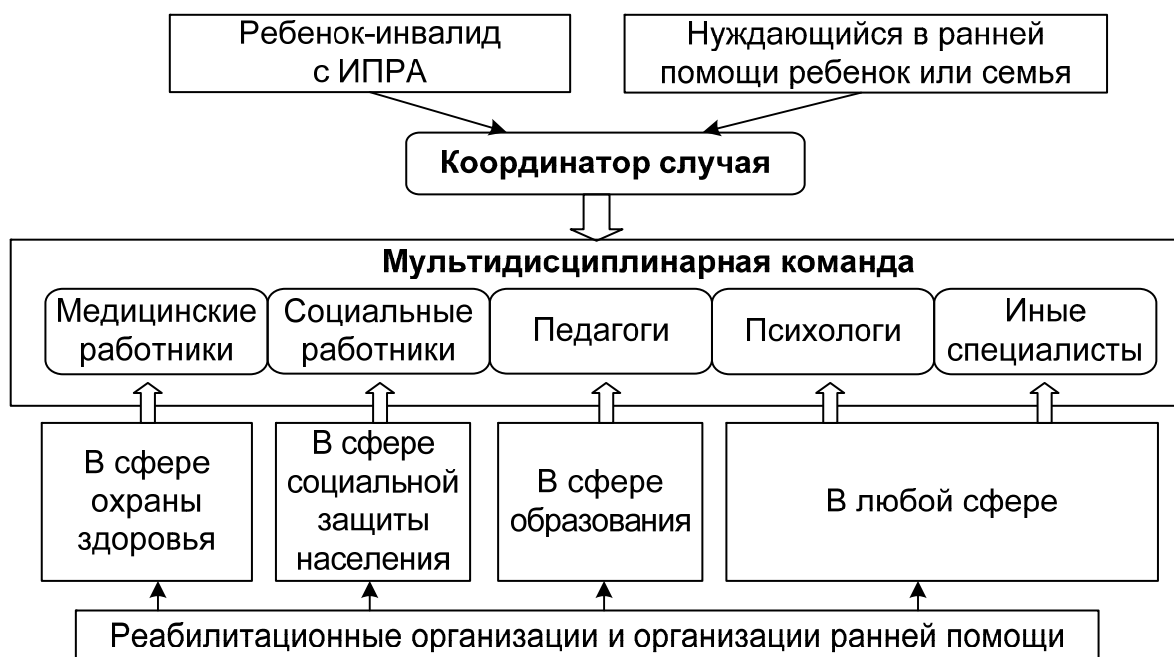 Ребенок-инвалид
с ИПРА
Нуждающийся в ранней
помощи ребенок или семья
Координатор случая
Мультидисциплинарная команда
Медицинские
работники
Социальные
работники
Педагоги
Психологи
Иные
специалисты
В сфере
охраны
здоровья
В сфере
социальной
защиты
населения
В сфере
образования
В любой сфере
Реабилитационные организации и организации ранней помощи